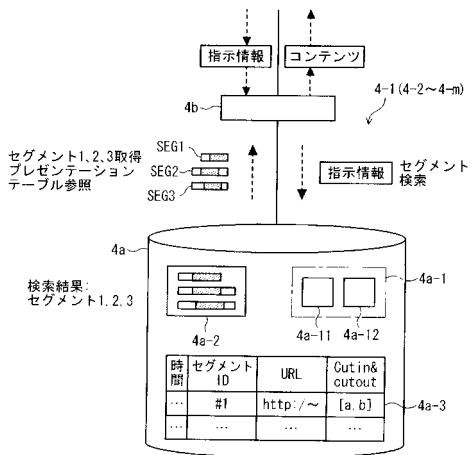 指示情報
コンテンツ
4b
4-1(4-2～4-m)
セグメント1,2,3取得
プレゼンテーション
テーブル参照
SEG1
SEG2
SEG3
指示情報
セグメント
検索
4a
検索結果:
セグメント1,2,3
4a-2
4a-11
4a-12
4a-1
時間 セグメントID URL Cutin&cutout
… #1 http:/～ [a,b]
… … … …
4a-3